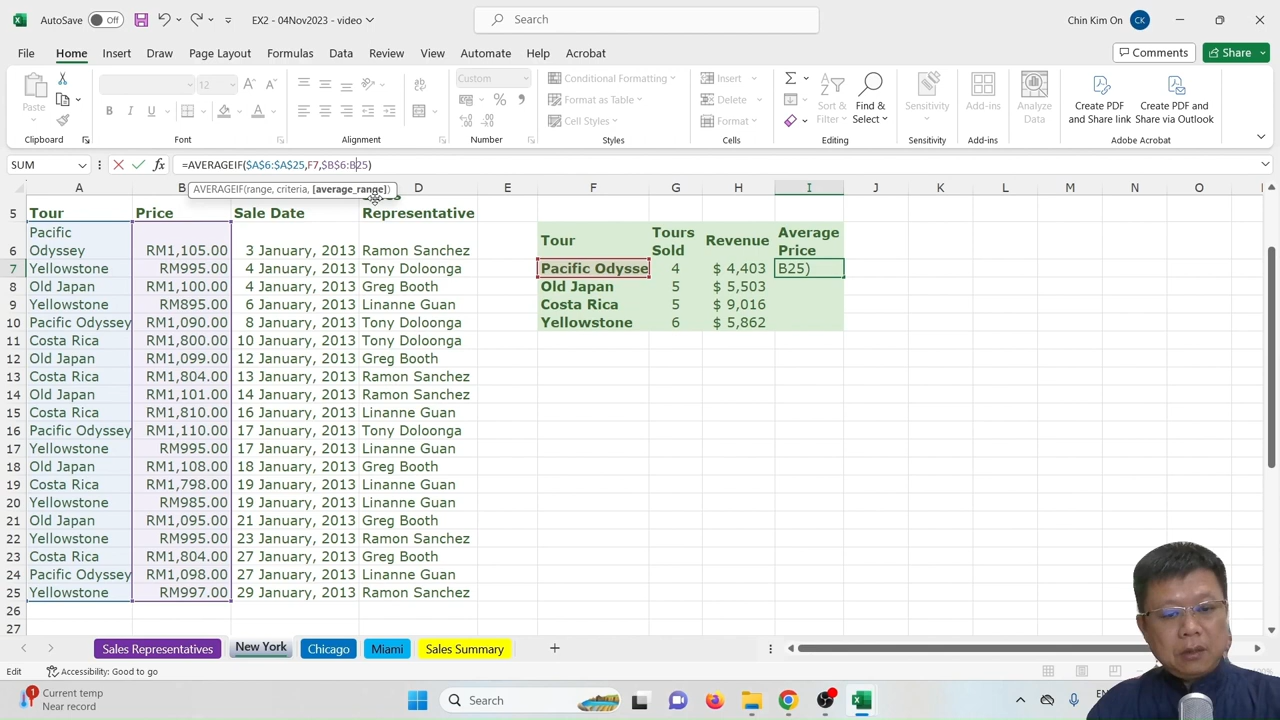 AutoSave Off EX2 - 04Nov2023 - video Search Chin Kim On CK
File Home Insert Draw Page Layout Formulas Data Review View Automate Help Acrobat Comments Share
Paste 12 Custom Conditional Formatting Insert Sort & Find & Sensitivity Add-ins Analyze Create PDF Create PDF and
B I U % Format as Table Delete Filter Select Data and Share link Share via Outlook
Cell Styles Format
Clipboard Font Alignment Number Styles Cells Editing Sensitivity Add-ins Adobe Acrobat
SUM fx =AVERAGEIF($A$6:$A$25,F7,$B$6:B25)
AVERAGEIF(range, criteria, [average_range])
A B D E F G H I J K L M N O P
5 Tour Price Sale Date Representative
Tour Tours Sold Revenue Average Price
6 Pacific Odyssey RM1,105.00 3 January, 2013 Ramon Sanchez
7 Yellowstone RM995.00 4 January, 2013 Tony Doloonga Pacific Odysse 4 $ 4,403 B25)
8 Old Japan RM1,100.00 4 January, 2013 Greg Booth Old Japan 5 $ 5,503
9 Yellowstone RM895.00 6 January, 2013 Linanne Guan Costa Rica 5 $ 9,016
10 Pacific Odyssey RM1,090.00 8 January, 2013 Tony Doloonga Yellowstone 6 $ 5,862
11 Costa Rica RM1,800.00 10 January, 2013 Tony Doloonga
12 Old Japan RM1,099.00 12 January, 2013 Greg Booth
13 Costa Rica RM1,804.00 13 January, 2013 Ramon Sanchez
14 Old Japan RM1,101.00 14 January, 2013 Ramon Sanchez
15 Costa Rica RM1,810.00 16 January, 2013 Linanne Guan
16 Pacific Odyssey RM1,110.00 17 January, 2013 Tony Doloonga
17 Yellowstone RM995.00 17 January, 2013 Linanne Guan
18 Old Japan RM1,108.00 18 January, 2013 Greg Booth
19 Costa Rica RM1,798.00 19 January, 2013 Linanne Guan
20 Yellowstone RM985.00 19 January, 2013 Linanne Guan
21 Old Japan RM1,095.00 21 January, 2013 Greg Booth
22 Yellowstone RM995.00 23 January, 2013 Ramon Sanchez
23 Costa Rica RM1,804.00 27 January, 2013 Greg Booth
24 Pacific Odyssey RM1,098.00 27 January, 2013 Linanne Guan
25 Yellowstone RM997.00 29 January, 2013 Ramon Sanchez
26
27
Sales Representatives New York Chicago Miami Sales Summary
Edit Accessibility: Good to go
1 Current temp Search
Near record